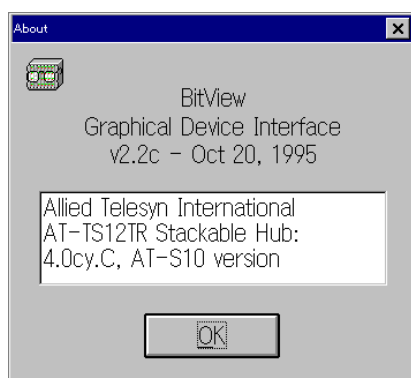 About
BitView
Graphical Device Interface
v2.2c - Oct 20, 1995
Allied Telesyn International
AT-TS12TR Stackable Hub:
4.0cy.C, AT-S10 version
OK